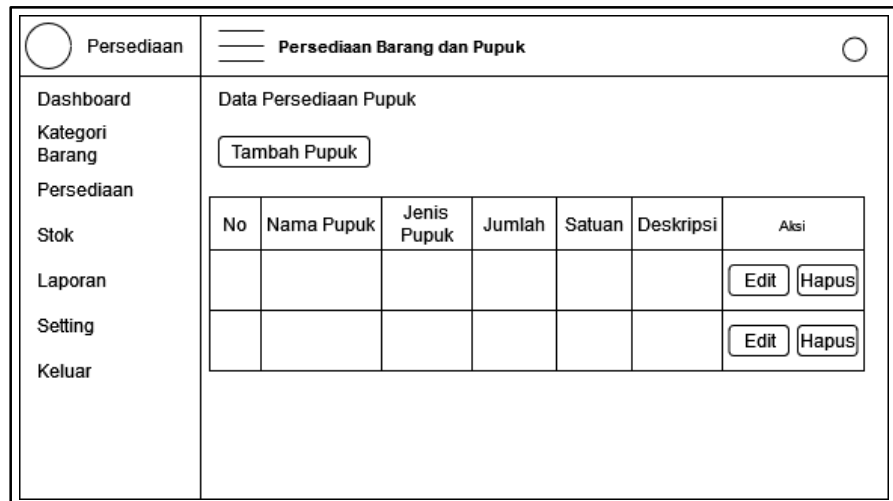 Persediaan
Persediaan Barang dan Pupuk
Dashboard
Kategori
Barang
Persediaan
Stok
Laporan
Setting
Keluar
Data Persediaan Pupuk
Tambah Pupuk
No Nama Pupuk Jenis Pupuk Jumlah Satuan Deskripsi Aksi
Edit Hapus
Edit Hapus